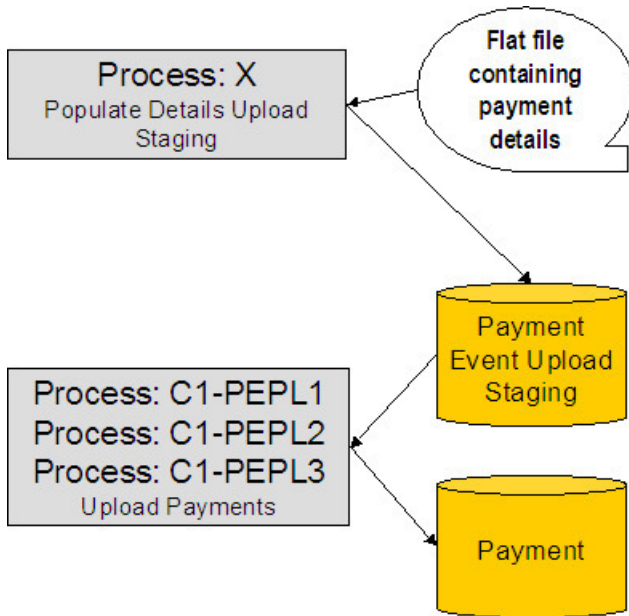 Process: X
Populate Details Upload
Staging
Flat file
containing
payment
details
Payment
Event Upload
Staging
Process: C1-PEPL1
Process: C1-PEPL2
Process: C1-PEPL3
Upload Payments
Payment